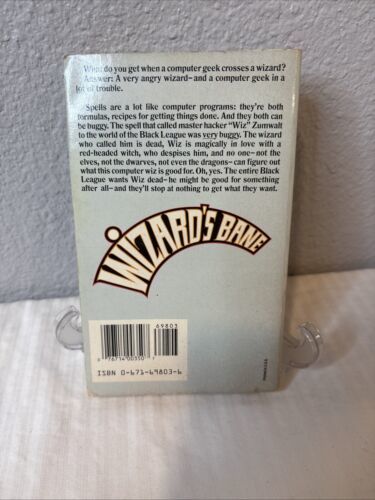 What do you get when a computer geek crosses a wizard?
Answer: A very angry wizard—and a computer geek in a
lot of trouble.
Spells are a lot like computer programs: they're both
formulas, recipes for getting things done. And they both can
be buggy. The spell that called master hacker "Wiz" Zumwalt
to the world of the Black League was very buggy. The wizard
who called him is dead, Wiz is magically in love with a
red-headed witch, who despises him, and no one—not the
elves, not the dwarves, not even the dragons—can figure out
what this computer wiz is good for. Oh, yes. The entire Black
League wants Wiz dead—he might be good for something
after all—and they'll stop at nothing to get what they want.
WIZARD'S BANE
69803
0 76714 00350 7
ISBN 0-671-69803-6